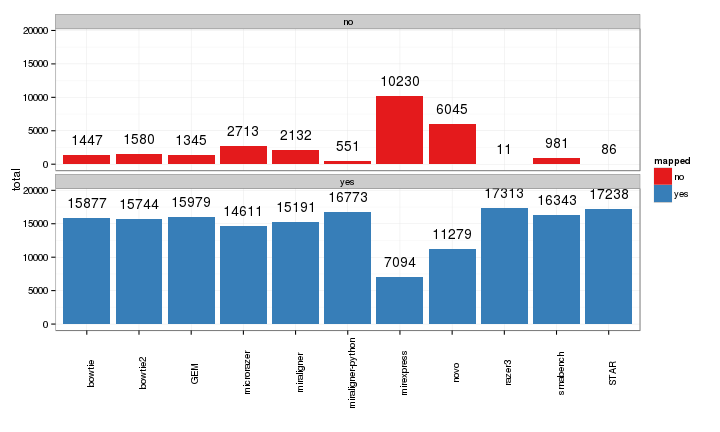 no
20000
15000
10000
5000
0
1447 1580 1345 2713 2132 551 10230 6045 11 981 86
total
yes
20000
15000
10000
5000
0
15877 15744 15979 14611 15191 16773 7094 11279 17313 16343 17238
bowtie bowtie2 GEM microrazer miraligner miraligner-python mirexpress novo razer3 srnabench STAR
mapped
no
yes